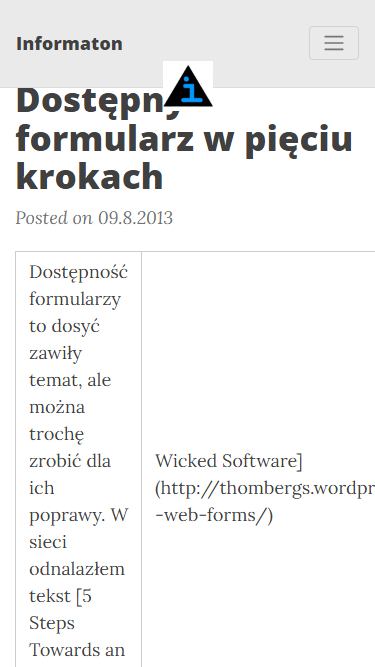 Informaton
Dostępny
formularz w pięciu
krokach
Posted on 09.8.2013
Dostępność
formularzy
to dosyć
zawiły
temat, ale
można
trochę
zrobić dla
ich
poprawy. W
sieci
odnalazłem
tekst [5
Steps
Towards an
Wicked Software]
(http://thombergs.wordpr
-web-forms/)